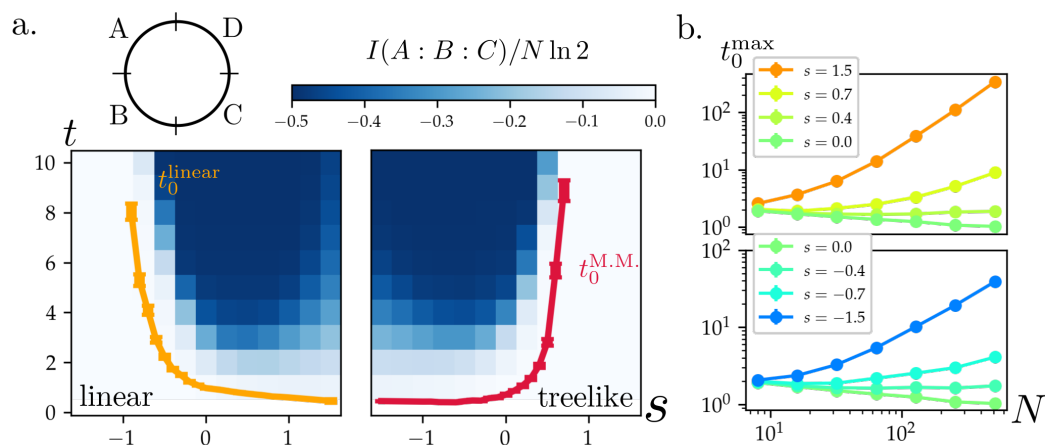 a.
A D
B C
I(A : B : C)/N ln 2
−0.5 −0.4 −0.3 −0.2 −0.1 0.0
t
10
8
6
4
2
0
t_0^linear
linear
−1 0 1
t_0^M.M.
treelike
−1 0 1
s
b.
t_0^max
s = 1.5
s = 0.7
s = 0.4
s = 0.0
10^2
10^1
10^0
s = 0.0
s = −0.4
s = −0.7
s = −1.5
10^2
10^1
10^0
10^1 10^2
N